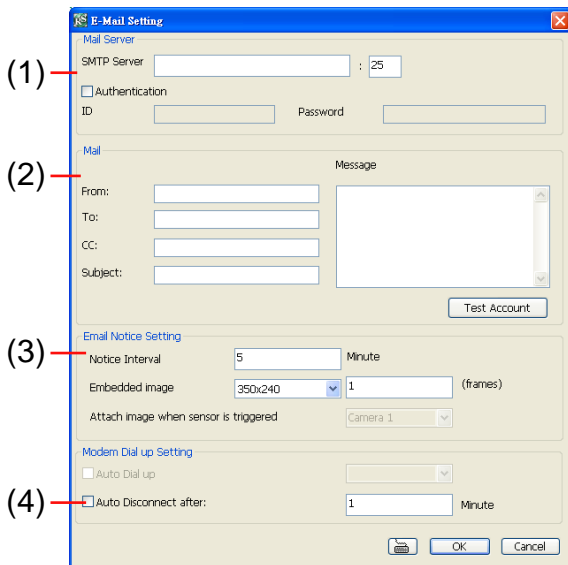 E-Mail Setting
Mail Server
(1)
SMTP Server : 25
Authentication
ID Password
Mail
(2)
Message
From:
To:
CC:
Subject:
Test Account
Email Notice Setting
(3)
Notice Interval 5 Minute
Embedded image 350x240 1 (frames)
Attach image when sensor is triggered Camera 1
Modem Dial up Setting
Auto Dial up
(4)
Auto Disconnect after: 1 Minute
OK Cancel